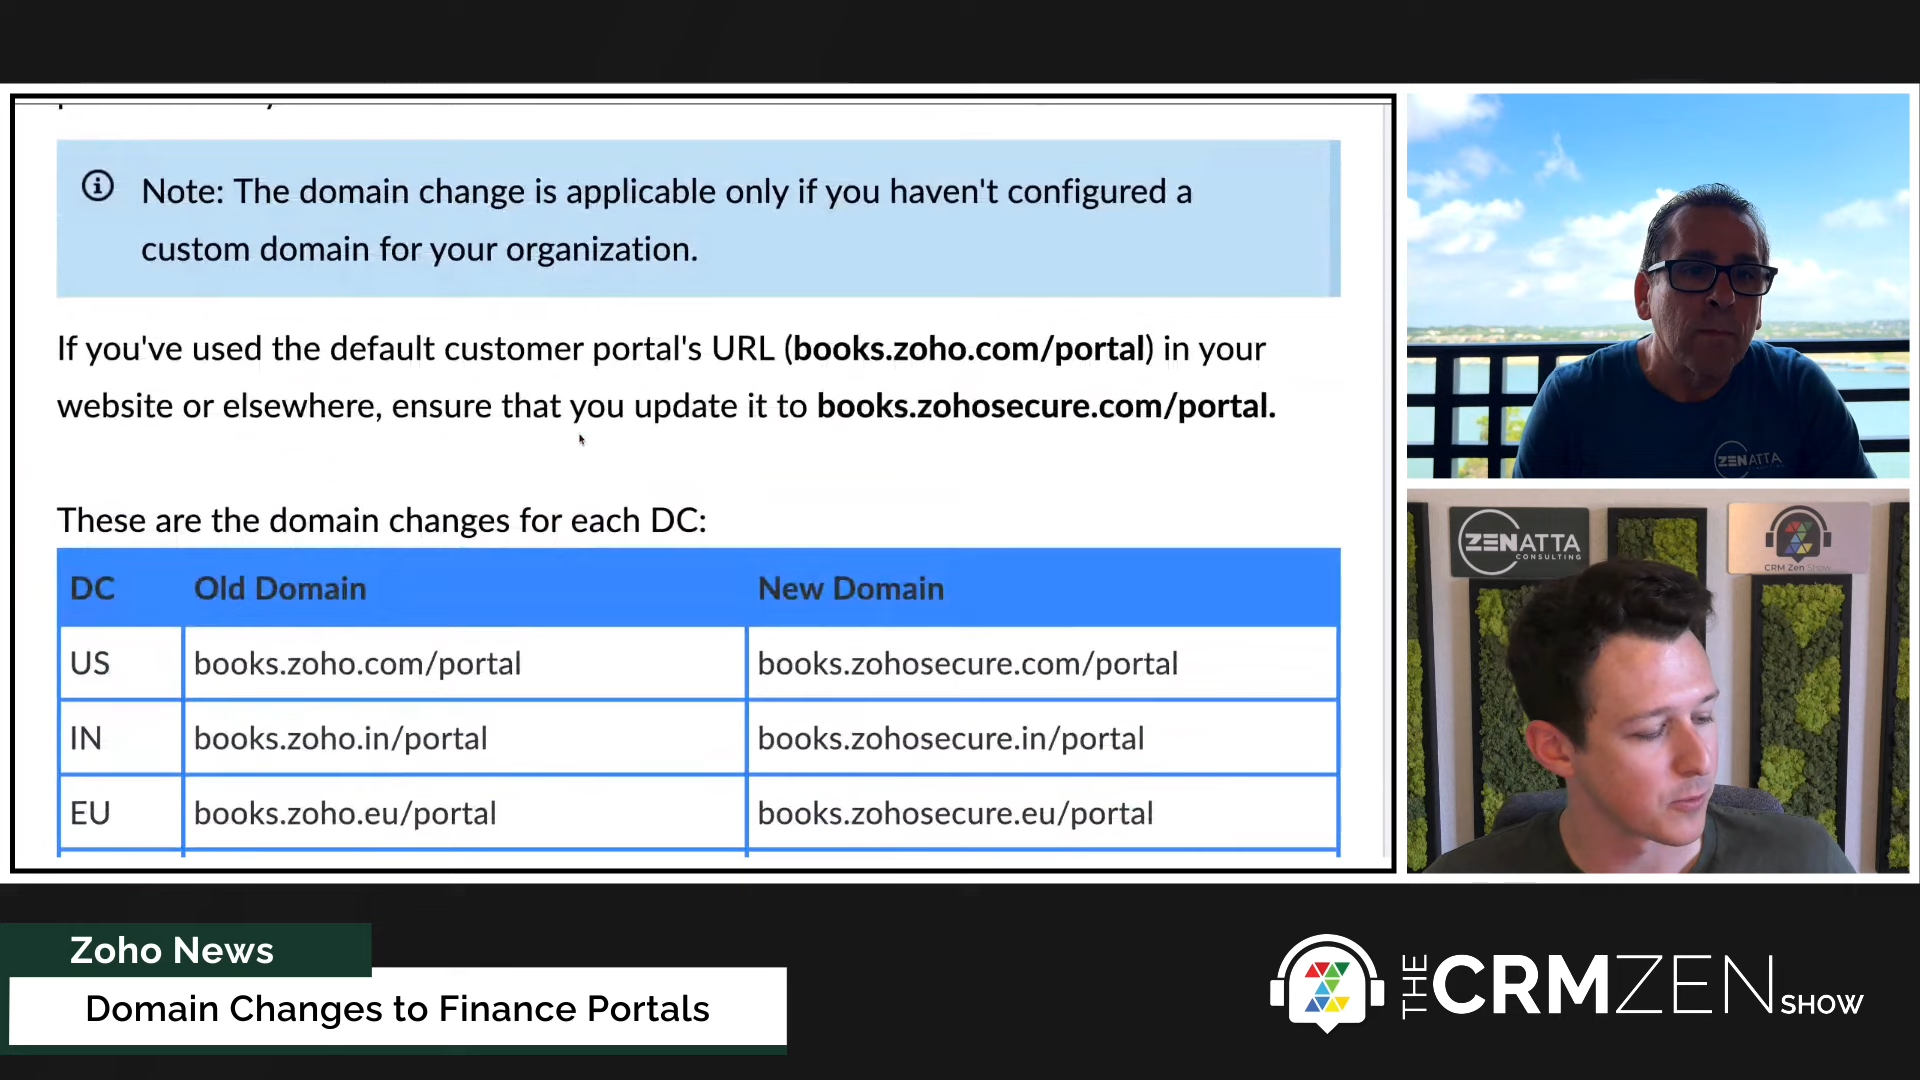 Note: The domain change is applicable only if you haven't configured a
custom domain for your organization.
If you've used the default customer portal's URL (books.zoho.com/portal) in your
website or elsewhere, ensure that you update it to books.zohosecure.com/portal.
These are the domain changes for each DC:
DC Old Domain New Domain
US books.zoho.com/portal books.zohosecure.com/portal
IN books.zoho.in/portal books.zohosecure.in/portal
EU books.zoho.eu/portal books.zohosecure.eu/portal
ZENATTA
ZENATTA
CONSULTING
CRM Zen Show
Zoho News
Domain Changes to Finance Portals
THE CRMZEN SHOW